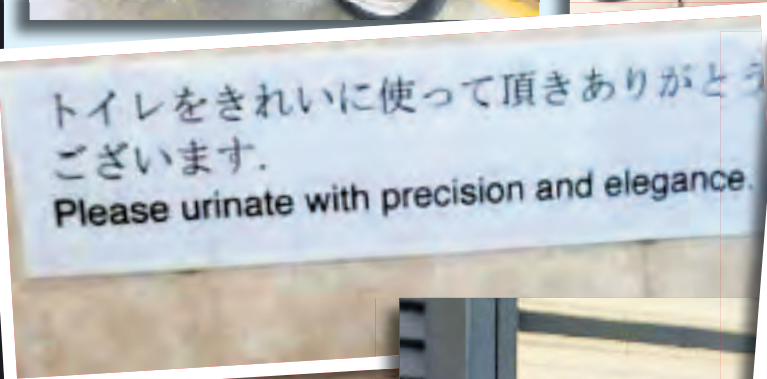 トイレをきれいに使って頂きありがとう
ございます.
Please urinate with precision and elegance.